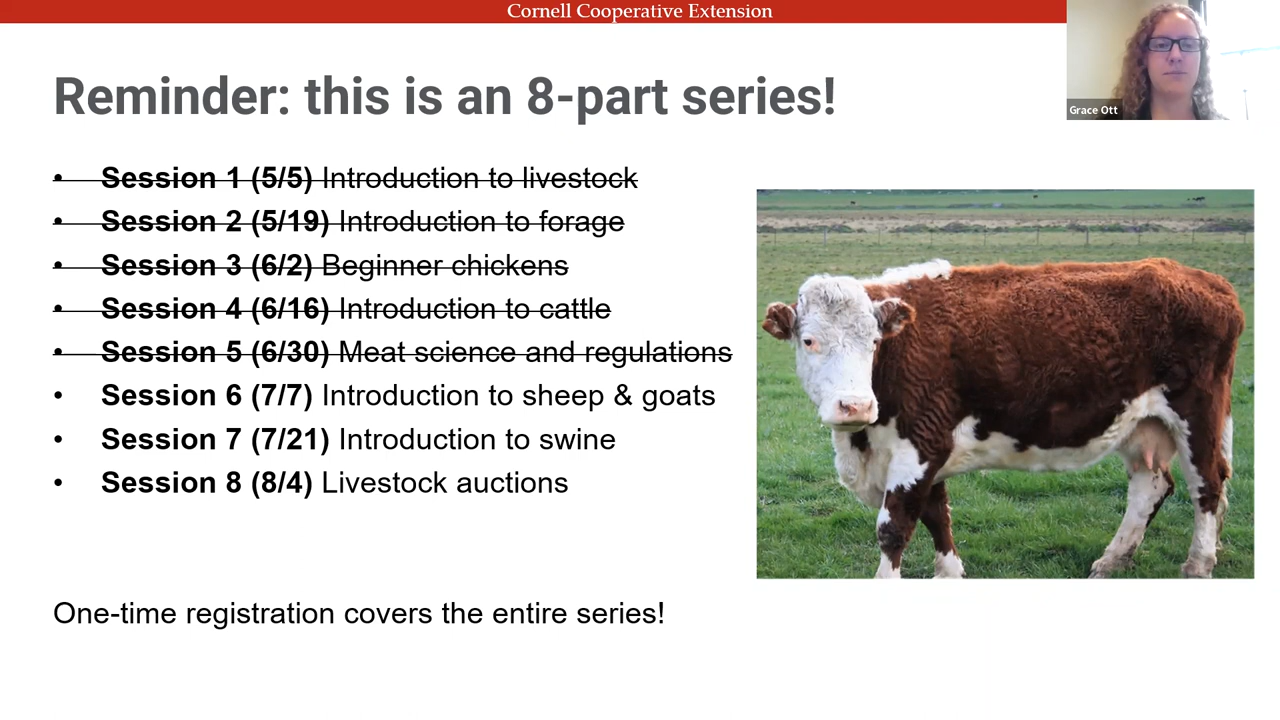 Cornell Cooperative Extension
Grace Ott
Reminder: this is an 8-part series!
• Session 1 (5/5) Introduction to livestock
• Session 2 (5/19) Introduction to forage
• Session 3 (6/2) Beginner chickens
• Session 4 (6/16) Introduction to cattle
• Session 5 (6/30) Meat science and regulations
• Session 6 (7/7) Introduction to sheep & goats
• Session 7 (7/21) Introduction to swine
• Session 8 (8/4) Livestock auctions
One-time registration covers the entire series!